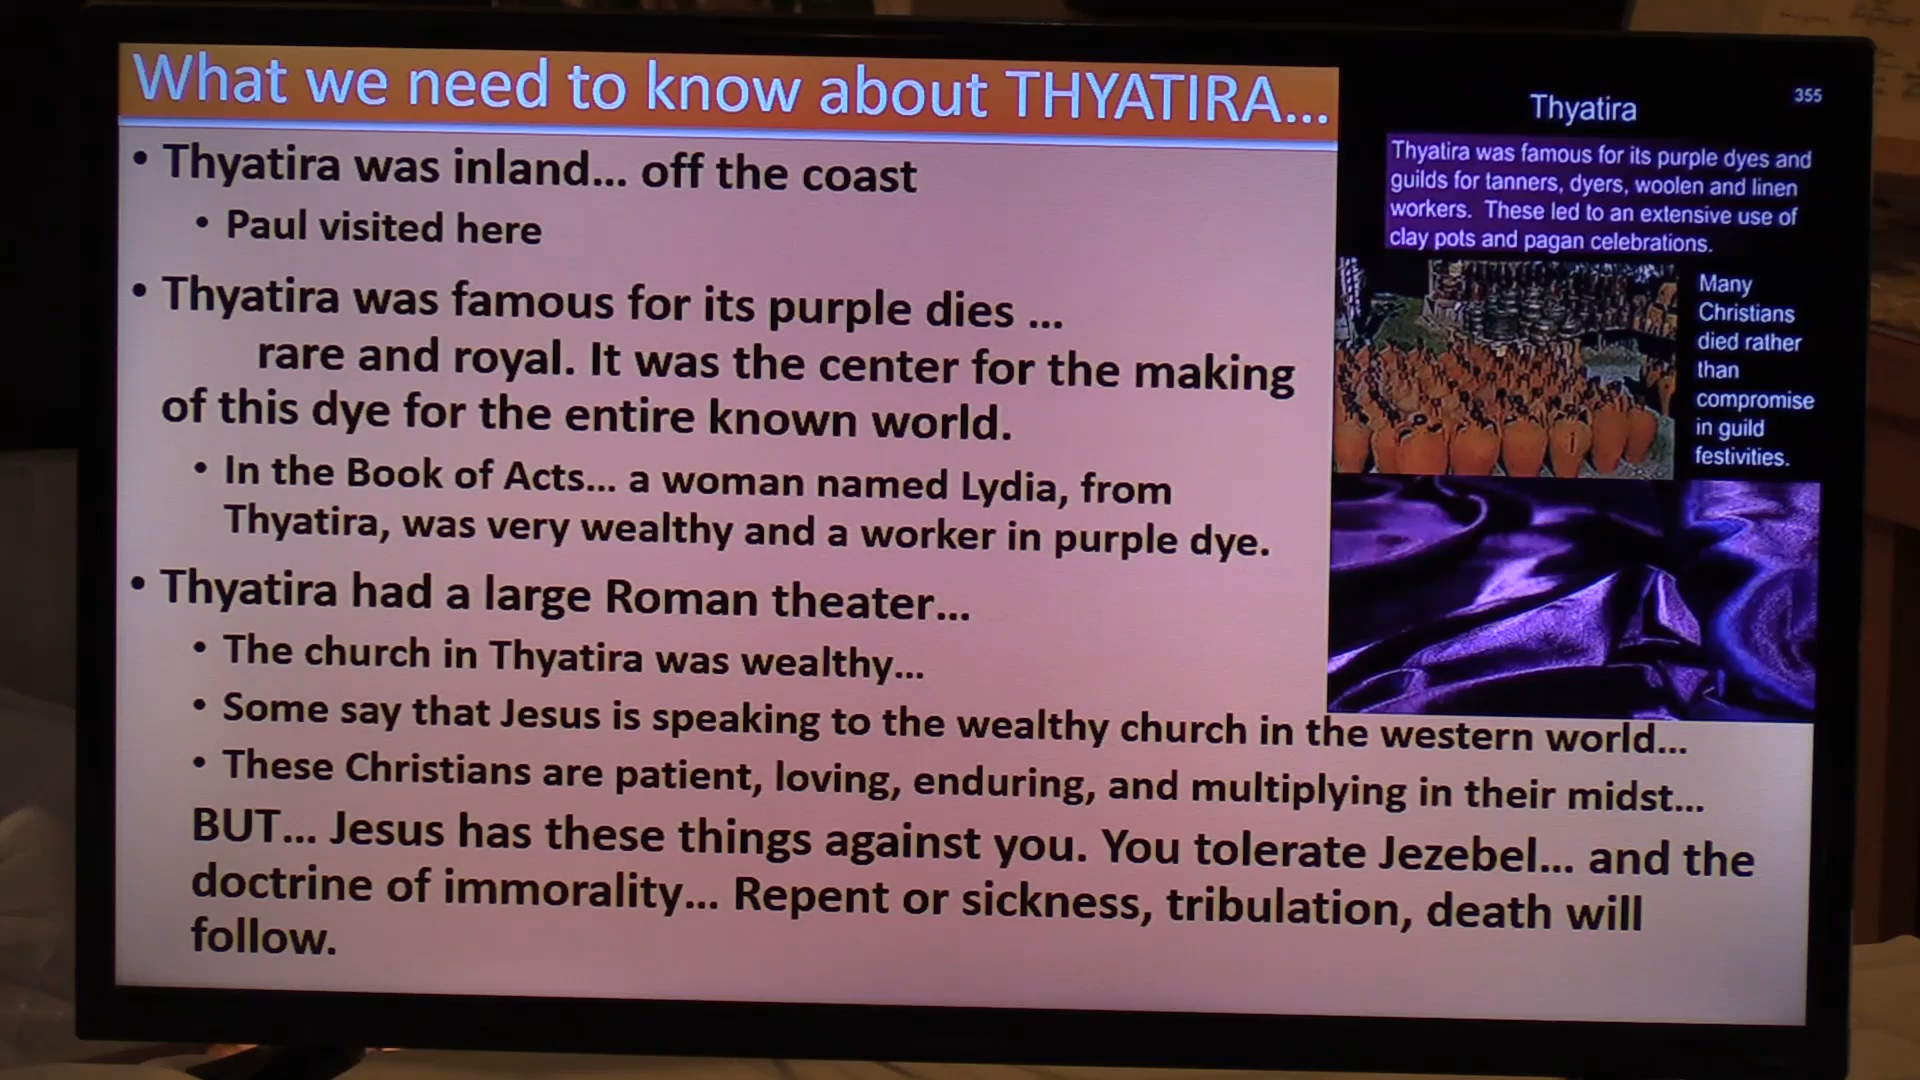 What we need to know about THYATIRA...
• Thyatira was inland... off the coast
• Paul visited here
• Thyatira was famous for its purple dies ...
rare and royal. It was the center for the making
of this dye for the entire known world.
• In the Book of Acts... a woman named Lydia, from
Thyatira, was very wealthy and a worker in purple dye.
• Thyatira had a large Roman theater...
• The church in Thyatira was wealthy...
• Some say that Jesus is speaking to the wealthy church in the western world...
• These Christians are patient, loving, enduring, and multiplying in their midst...
BUT... Jesus has these things against you. You tolerate Jezebel... and the
doctrine of immorality... Repent or sickness, tribulation, death will
follow.
355
Thyatira
Thyatira was famous for its purple dyes and
guilds for tanners, dyers, woolen and linen
workers. These led to an extensive use of
clay pots and pagan celebrations.
Many
Christians
died rather
than
compromise
in guild
festivities.